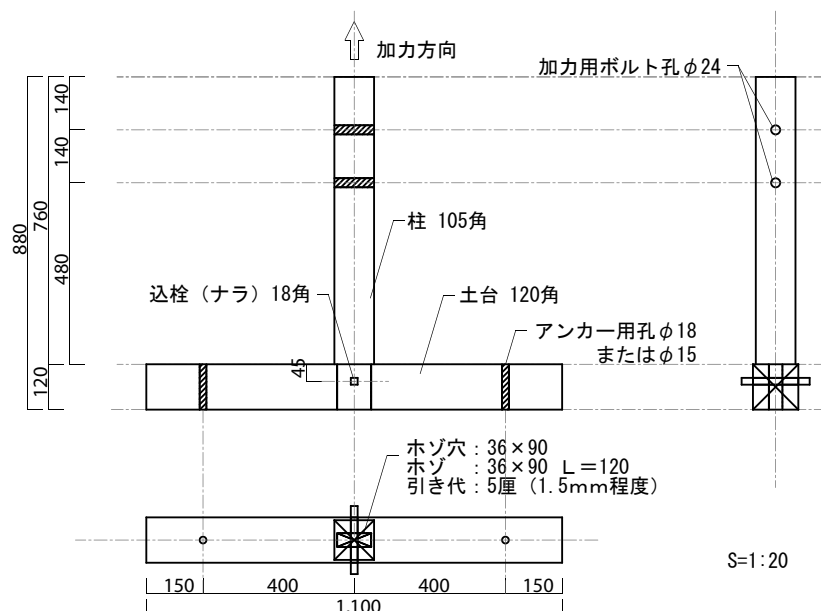 加力方向
加力用ボルト孔φ24
140
140
760
880
480
柱 105角
込栓（ナラ）18角
土台 120角
アンカー用孔φ18
またはφ15
45
120
ホゾ穴：36×90
ホゾ　：36×90 L＝120
引き代：5厘（1.5mm程度）
S=1:20
150 400 400 150
1,100